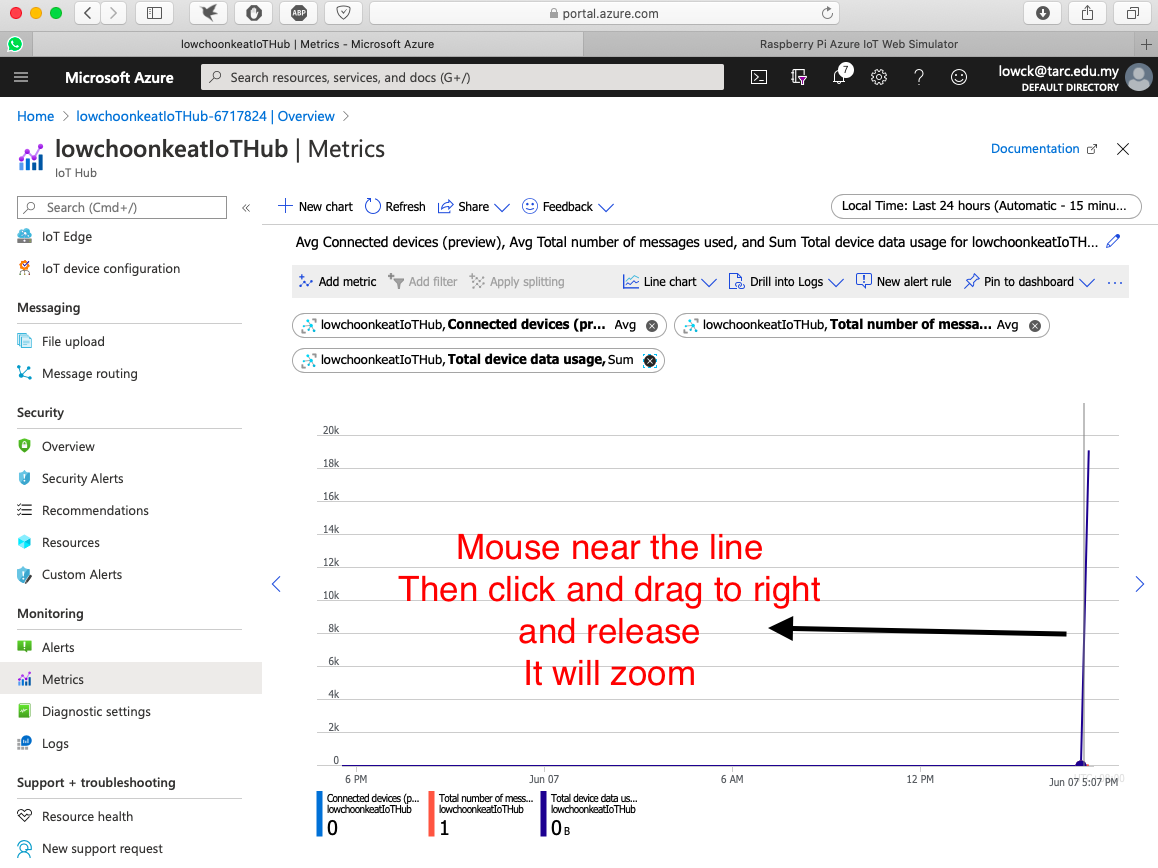 ABP
portal.azure.com
lowchoonkeatIoTHub | Metrics - Microsoft Azure
Raspberry Pi Azure IoT Web Simulator
Microsoft Azure
Search resources, services, and docs (G+/)
7
lowck@tarc.edu.my
DEFAULT DIRECTORY
Home > lowchoonkeatIoTHub-6717824 | Overview >
lowchoonkeatIoTHub | Metrics
IoT Hub
Documentation
Search (Cmd+/)
New chart
Refresh
Share
Feedback
Local Time: Last 24 hours (Automatic - 15 minu...
IoT Edge
IoT device configuration
Messaging
File upload
Message routing
Security
Overview
Security Alerts
Recommendations
Resources
Custom Alerts
Monitoring
Alerts
Metrics
Diagnostic settings
Logs
Support + troubleshooting
Resource health
New support request
Avg Connected devices (preview), Avg Total number of messages used, and Sum Total device data usage for lowchoonkeatIoTH...
Add metric
Add filter
Apply splitting
Line chart
Drill into Logs
New alert rule
Pin to dashboard
lowchoonkeatIoTHub, Connected devices (pr... Avg
lowchoonkeatIoTHub, Total number of messa... Avg
lowchoonkeatIoTHub, Total device data usage, Sum
20k
18k
16k
14k
12k
10k
8k
6k
4k
2k
0
Mouse near the line
Then click and drag to right
and release
It will zoom
6 PM
Jun 07
6 AM
12 PM
Jun 07 5:07 PM
Connected devices (p...
lowchoonkeatIoTHub
0
Total number of mess...
lowchoonkeatIoTHub
1
Total device data us...
lowchoonkeatIoTHub
0 B